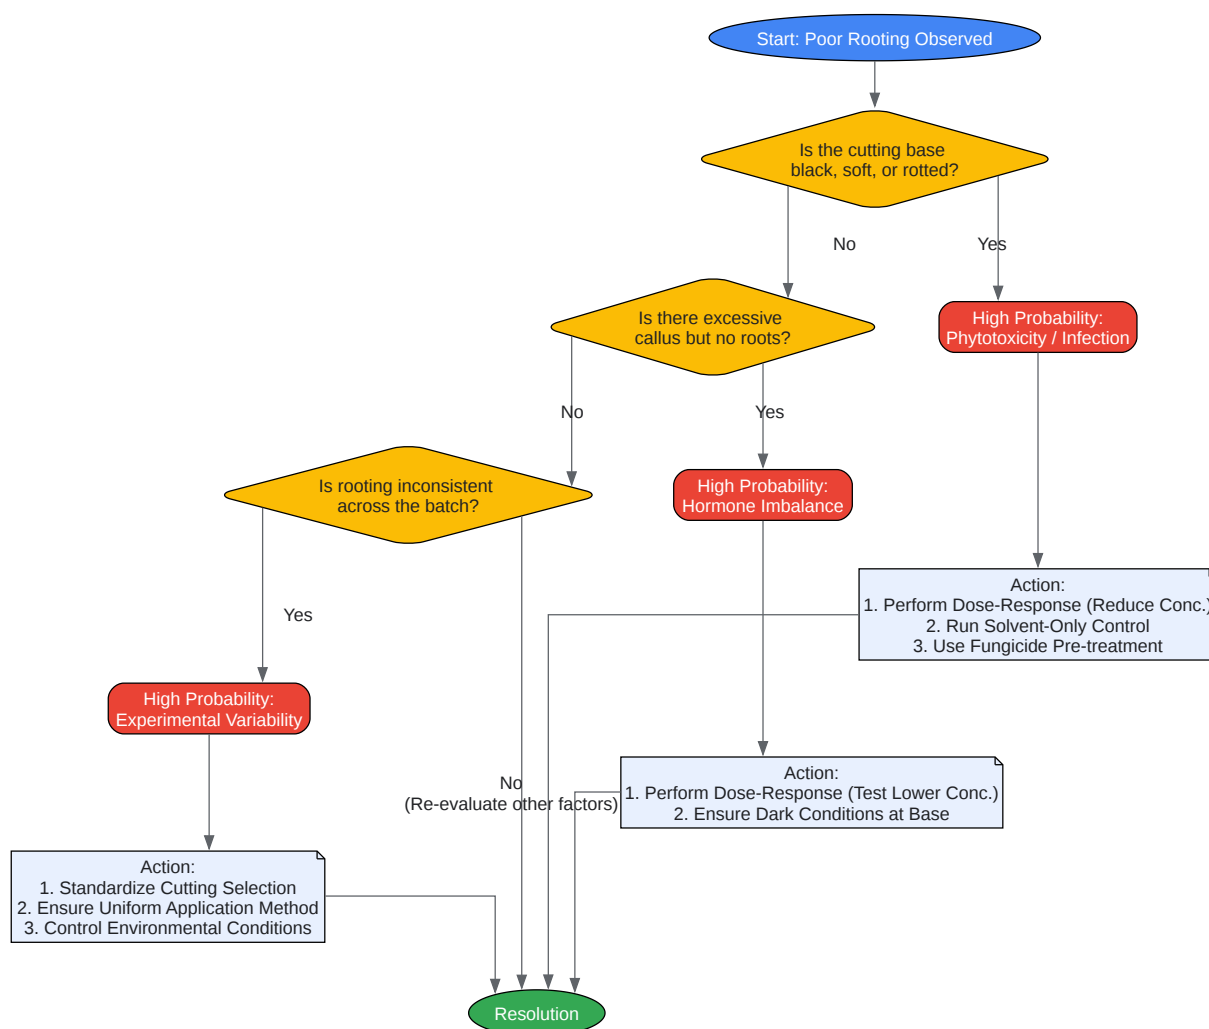 Start: Poor Rooting Observed
Is the cutting base
black, soft, or rotted?
No
Yes
Is there excessive
callus but no roots?
High Probability:
Phytotoxicity / Infection
No
Yes
Is rooting inconsistent
across the batch?
High Probability:
Hormone Imbalance
Action:
1. Perform Dose-Response (Reduce Conc.)
2. Run Solvent-Only Control
3. Use Fungicide Pre-treatment
Yes
High Probability:
Experimental Variability
No
(Re-evaluate other factors)
Action:
1. Perform Dose-Response (Test Lower Conc.)
2. Ensure Dark Conditions at Base
Action:
1. Standardize Cutting Selection
2. Ensure Uniform Application Method
3. Control Environmental Conditions
Resolution